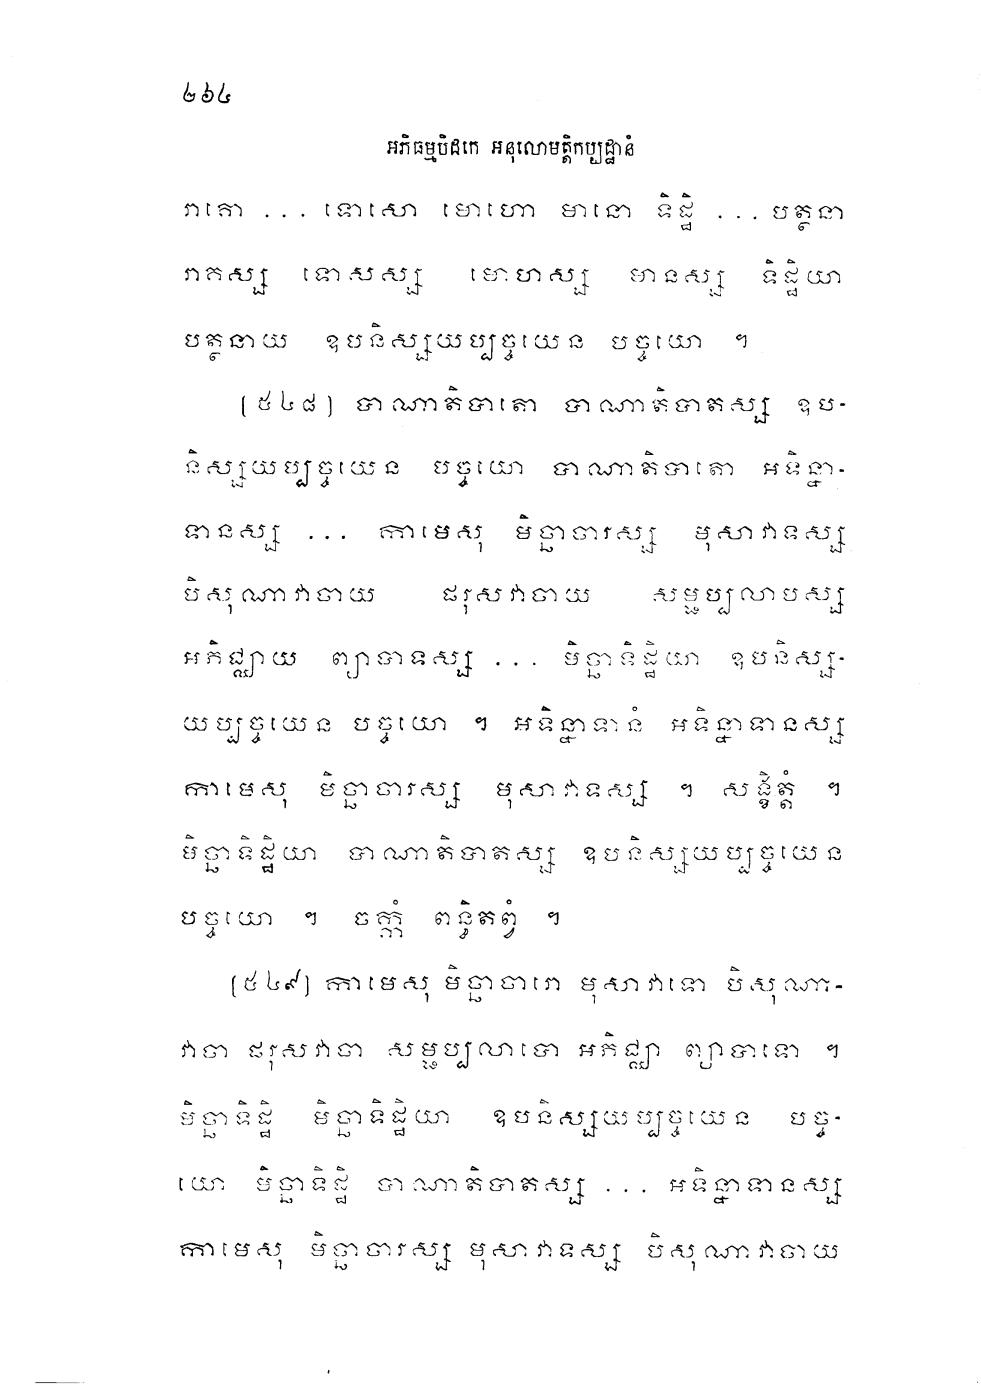 ២៦៤
អភិធម្មបិដកេ អនុលោមត្តិកប្បដ្ឋានំ
រាគោ ... ទោសោ មោហោ មានោ ទិដ្ឋិ ... បត្ថនា
រាគស្ស ទោសស្ស មោហស្ស មានស្ស ទិដ្ឋិយា
បត្ថនាយ ឧបនិស្សយប្បច្ចយេន បច្ចយោ ។
(៥៤៨) បាណាតិបាតោ បាណាតិបាតស្ស ឧប-
និស្សយប្បច្ចយេន បច្ចយោ បាណាតិបាតោ អទិន្នា-
ទានស្ស ... កាមេសុ មិច្ឆាចារស្ស មុសាវាទស្ស
បិសុណាវាចាយ ផរុសវាចាយ សម្ផប្បលាបស្ស
អភិជ្ឈាយ ព្យាបាទស្ស ... មិច្ឆាទិដ្ឋិយា ឧបនិស្ស-
យប្បច្ចយេន បច្ចយោ ។ អទិន្នាទានំ អទិន្នាទានស្ស
កាមេសុ មិច្ឆាចារស្ស មុសាវាទស្ស ។ សង្ខិត្តំ ។
មិច្ឆាទិដ្ឋិយា បាណាតិបាតស្ស ឧបនិស្សយប្បច្ចយេន
បច្ចយោ ។ ចក្កំ ពន្ធិតព្វំ ។
(៥៤៩) កាមេសុ មិច្ឆាចារោ មុសាវាទោ បិសុណា-
វាចា ផរុសវាចា សម្ផប្បលាបោ អភិជ្ឈា ព្យាបាទោ ។
មិច្ឆាទិដ្ឋិ មិច្ឆាទិដ្ឋិយា ឧបនិស្សយប្បច្ចយេន បច្ច-
យោ មិច្ឆាទិដ្ឋិ បាណាតិបាតស្ស ... អទិន្នាទានស្ស
កាមេសុ មិច្ឆាចារស្ស មុសាវាទស្ស បិសុណាវាចាយ